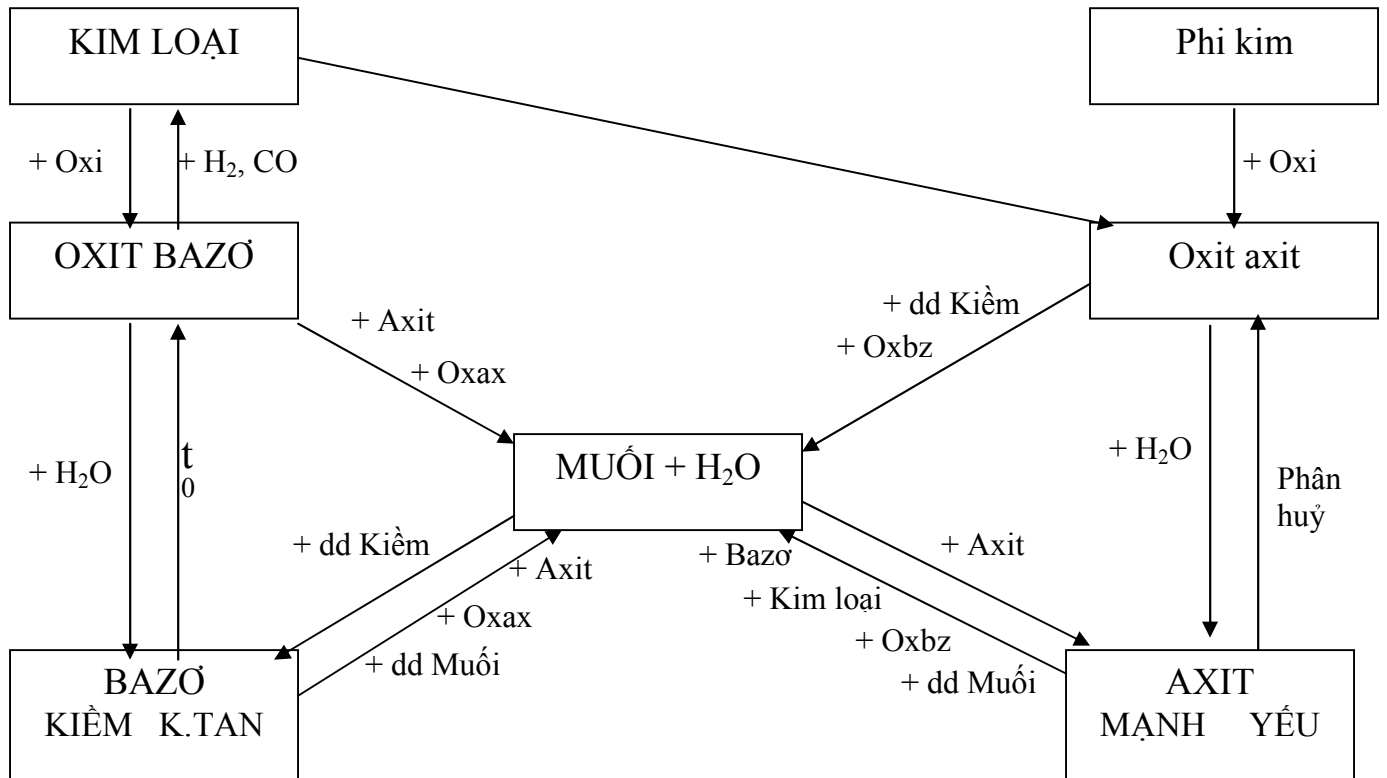 KIM LOẠI
Phi kim
+ Oxi
+ H₂, CO
+ Oxi
OXIT BAZƠ
Oxit axit
+ Axit
+ dd Kiềm
+ Oxax
+ Oxbz
+ H₂O
t
0
MUỐI + H₂O
+ H₂O
Phân
huỷ
+ dd Kiềm
+ Axit
+ Bazơ
+ Axit
+ Oxax
+ Kim loại
+ dd Muối
+ Oxbz
+ dd Muối
BAZƠ
KIỀM K.TAN
AXIT
MẠNH YẾU